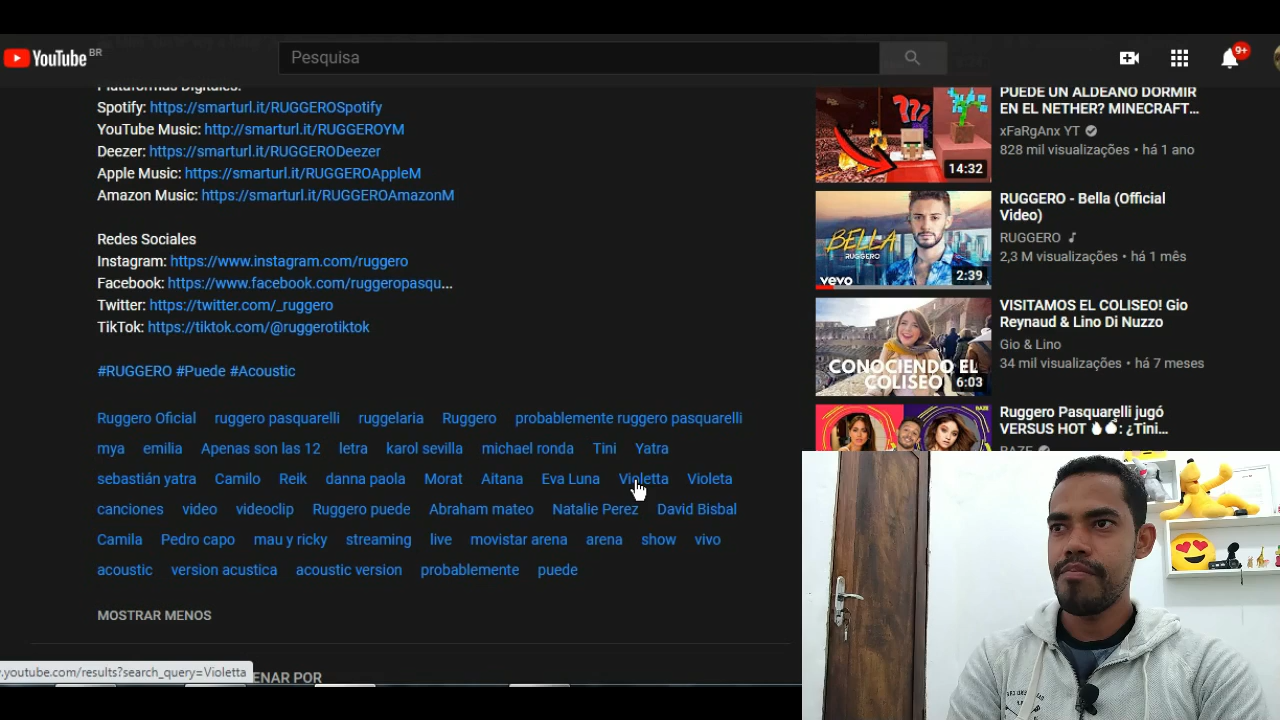 YouTube BR
Pesquisa
9+
Plataformas Digitales:
Spotify: https://smarturl.it/RUGGEROSpotify
YouTube Music: http://smarturl.it/RUGGEROYM
Deezer: https://smarturl.it/RUGGERODeezer
Apple Music: https://smarturl.it/RUGGEROAppleM
Amazon Music: https://smarturl.it/RUGGEROAmazonM
Redes Sociales
Instagram: https://www.instagram.com/ruggero
Facebook: https://www.facebook.com/ruggeropasqu...
Twitter: https://twitter.com/_ruggero
TikTok: https://tiktok.com/@ruggerotiktok
#RUGGERO #Puede #Acoustic
Ruggero Oficial ruggero pasquarelli ruggelaria Ruggero probablemente ruggero pasquarelli
mya emilia Apenas son las 12 letra karol sevilla michael ronda Tini Yatra
sebastián yatra Camilo Reik danna paola Morat Aitana Eva Luna Violetta Violeta
canciones video videoclip Ruggero puede Abraham mateo Natalie Perez David Bisbal
Camila Pedro capo mau y ricky streaming live movistar arena arena show vivo
acoustic version acustica acoustic version probablemente puede
MOSTRAR MENOS
.youtube.com/results?search_query=Violetta
ENAR POR
???
14:32
PUEDE UN ALDEANO DORMIR
EN EL NETHER? MINECRAFT...
xFaRgAnx YT
828 mil visualizações • há 1 ano
BELLA
RUGGERO
vevo
2:39
RUGGERO - Bella (Official
Video)
RUGGERO
2,3 M visualizações • há 1 mês
CONOCIENDO EL
COLISEO
6:03
VISITAMOS EL COLISEO! Gio
Reynaud & Lino Di Nuzzo
Gio & Lino
34 mil visualizações • há 7 meses
RAZE
Ruggero Pasquarelli jugó
VERSUS HOT 🔥💣: ¿Tini...
RAZE